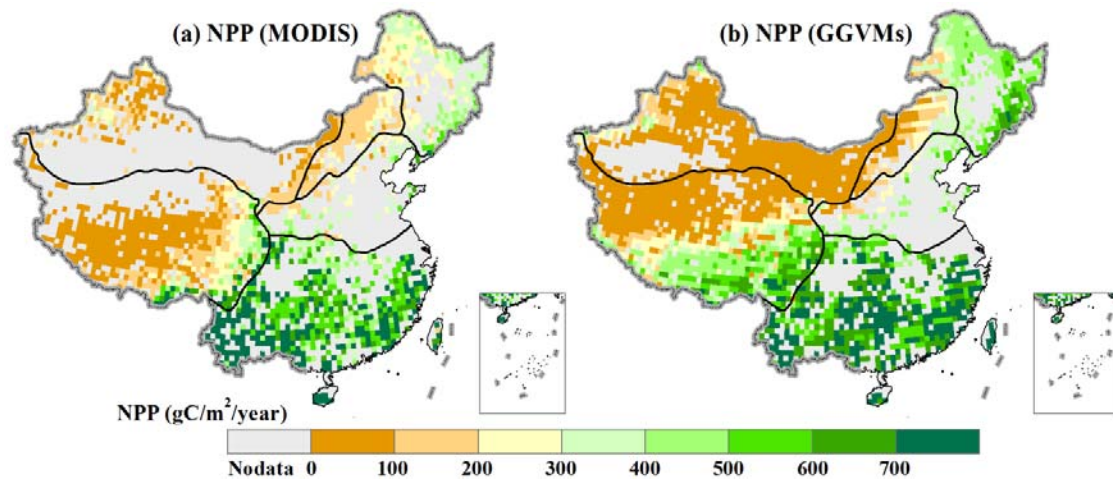 (a) NPP (MODIS)
(b) NPP (GGVMs)
NPP (gC/m²/year)
Nodata 0 100 200 300 400 500 600 700